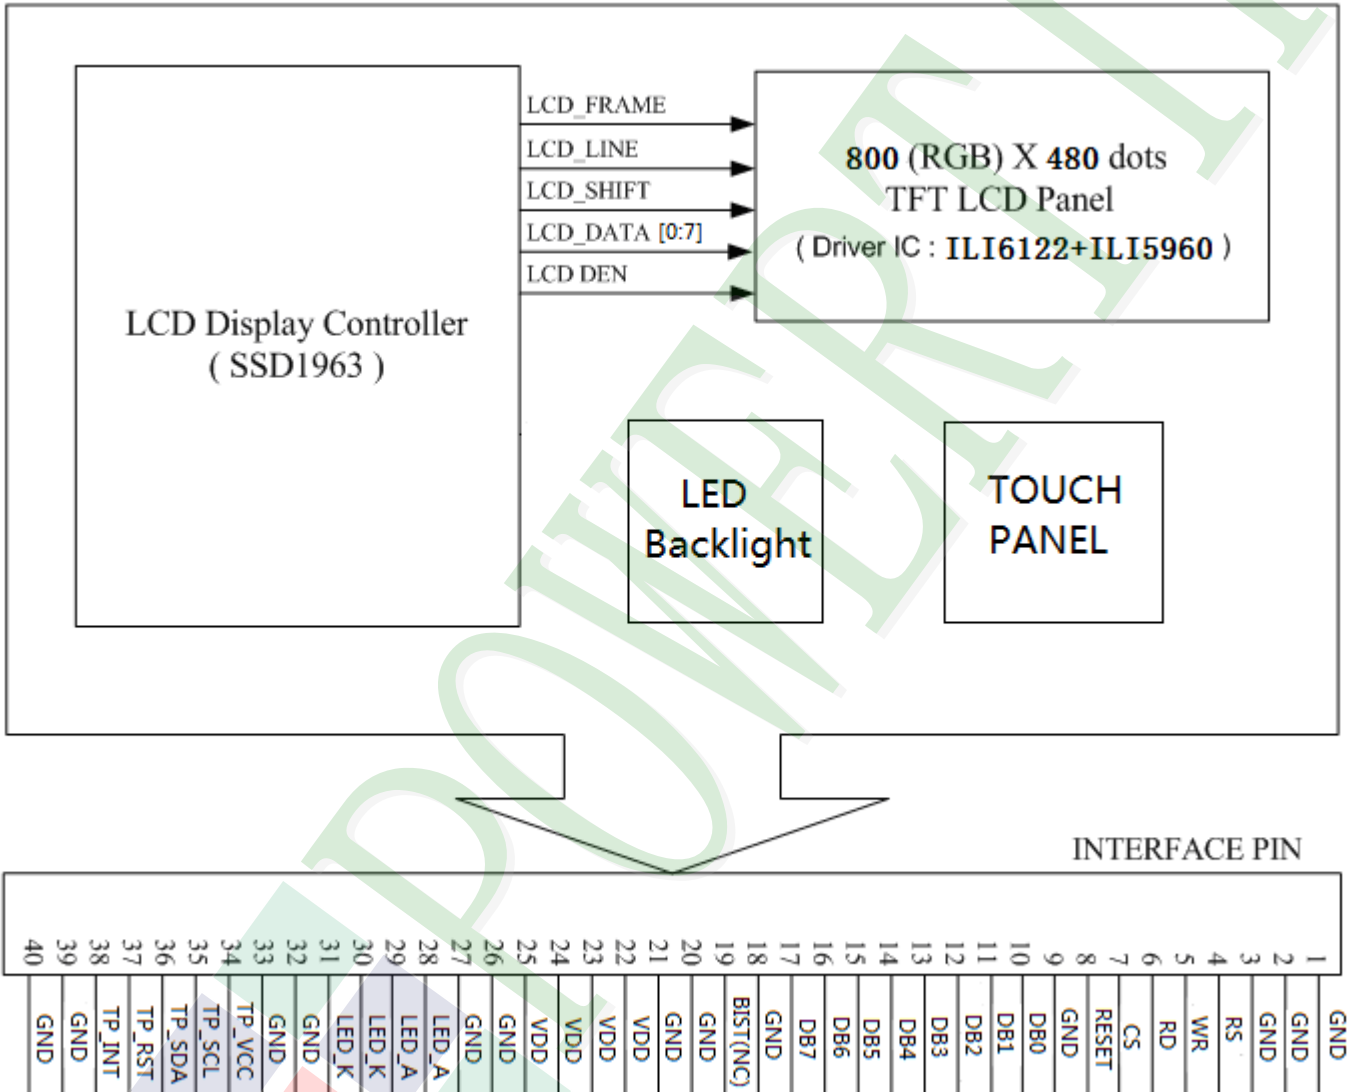 LCD_FRAME
LCD_LINE
LCD_SHIFT
LCD_DATA [0:7]
LCD DEN
800 (RGB) X 480 dots
TFT LCD Panel
( Driver IC : ILI6122+ILI5960 )
LCD Display Controller
( SSD1963 )
LED
Backlight
TOUCH
PANEL
INTERFACE PIN
40 39 38 37 36 35 34 33 32 31 30 29 28 27 26 25 24 23 22 21 20 19 18 17 16 15 14 13 12 11 10 9 8 7 6 5 4 3 2 1
GND GND TP_INT TP_RST TP_SDA TP_SCL TP_VCC GND GND LED_K LED_K LED_A LED_A GND GND VDD VDD VDD VDD GND GND BIST(NC) GND DB7 DB6 DB5 DB4 DB3 DB2 DB1 DB0 GND RESET CS RD WR RS GND GND GND
POWERTI